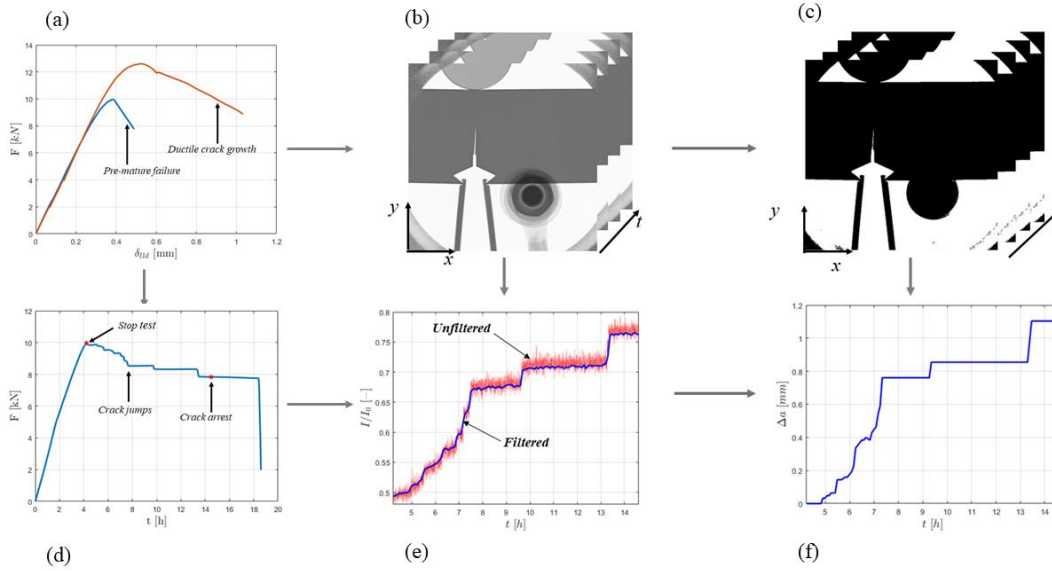 (a)
(b)
(c)
14
12
10
8
6
4
2
0
F [kN]
Ductile crack growth
Pre-mature failure
0 0.2 0.4 0.6 0.8 1 1.2
δlld [mm]
y
x
t
y
x
12
10
8
6
4
2
0
F [kN]
Stop test
Crack jumps
Crack arrest
0 2 4 6 8 10 12 14 16 18 20
t [h]
0.8
0.75
0.7
0.65
0.6
0.55
0.5
I/I0 [−]
Unfiltered
Filtered
5 6 7 8 9 10 11 12 13 14
t [h]
1.2
1
0.8
0.6
0.4
0.2
0
Δa [mm]
5 6 7 8 9 10 11 12 13 14
t [h]
(d)
(e)
(f)